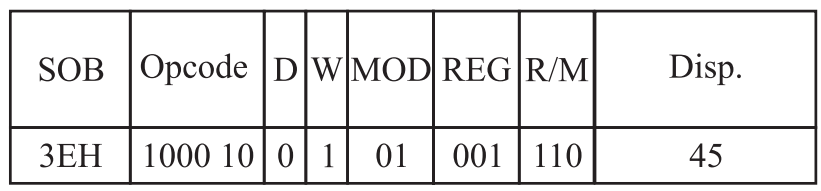 SOB Opcode D W MOD REG R/M Disp.
3EH 1000 10 0 1 01 001 110 45